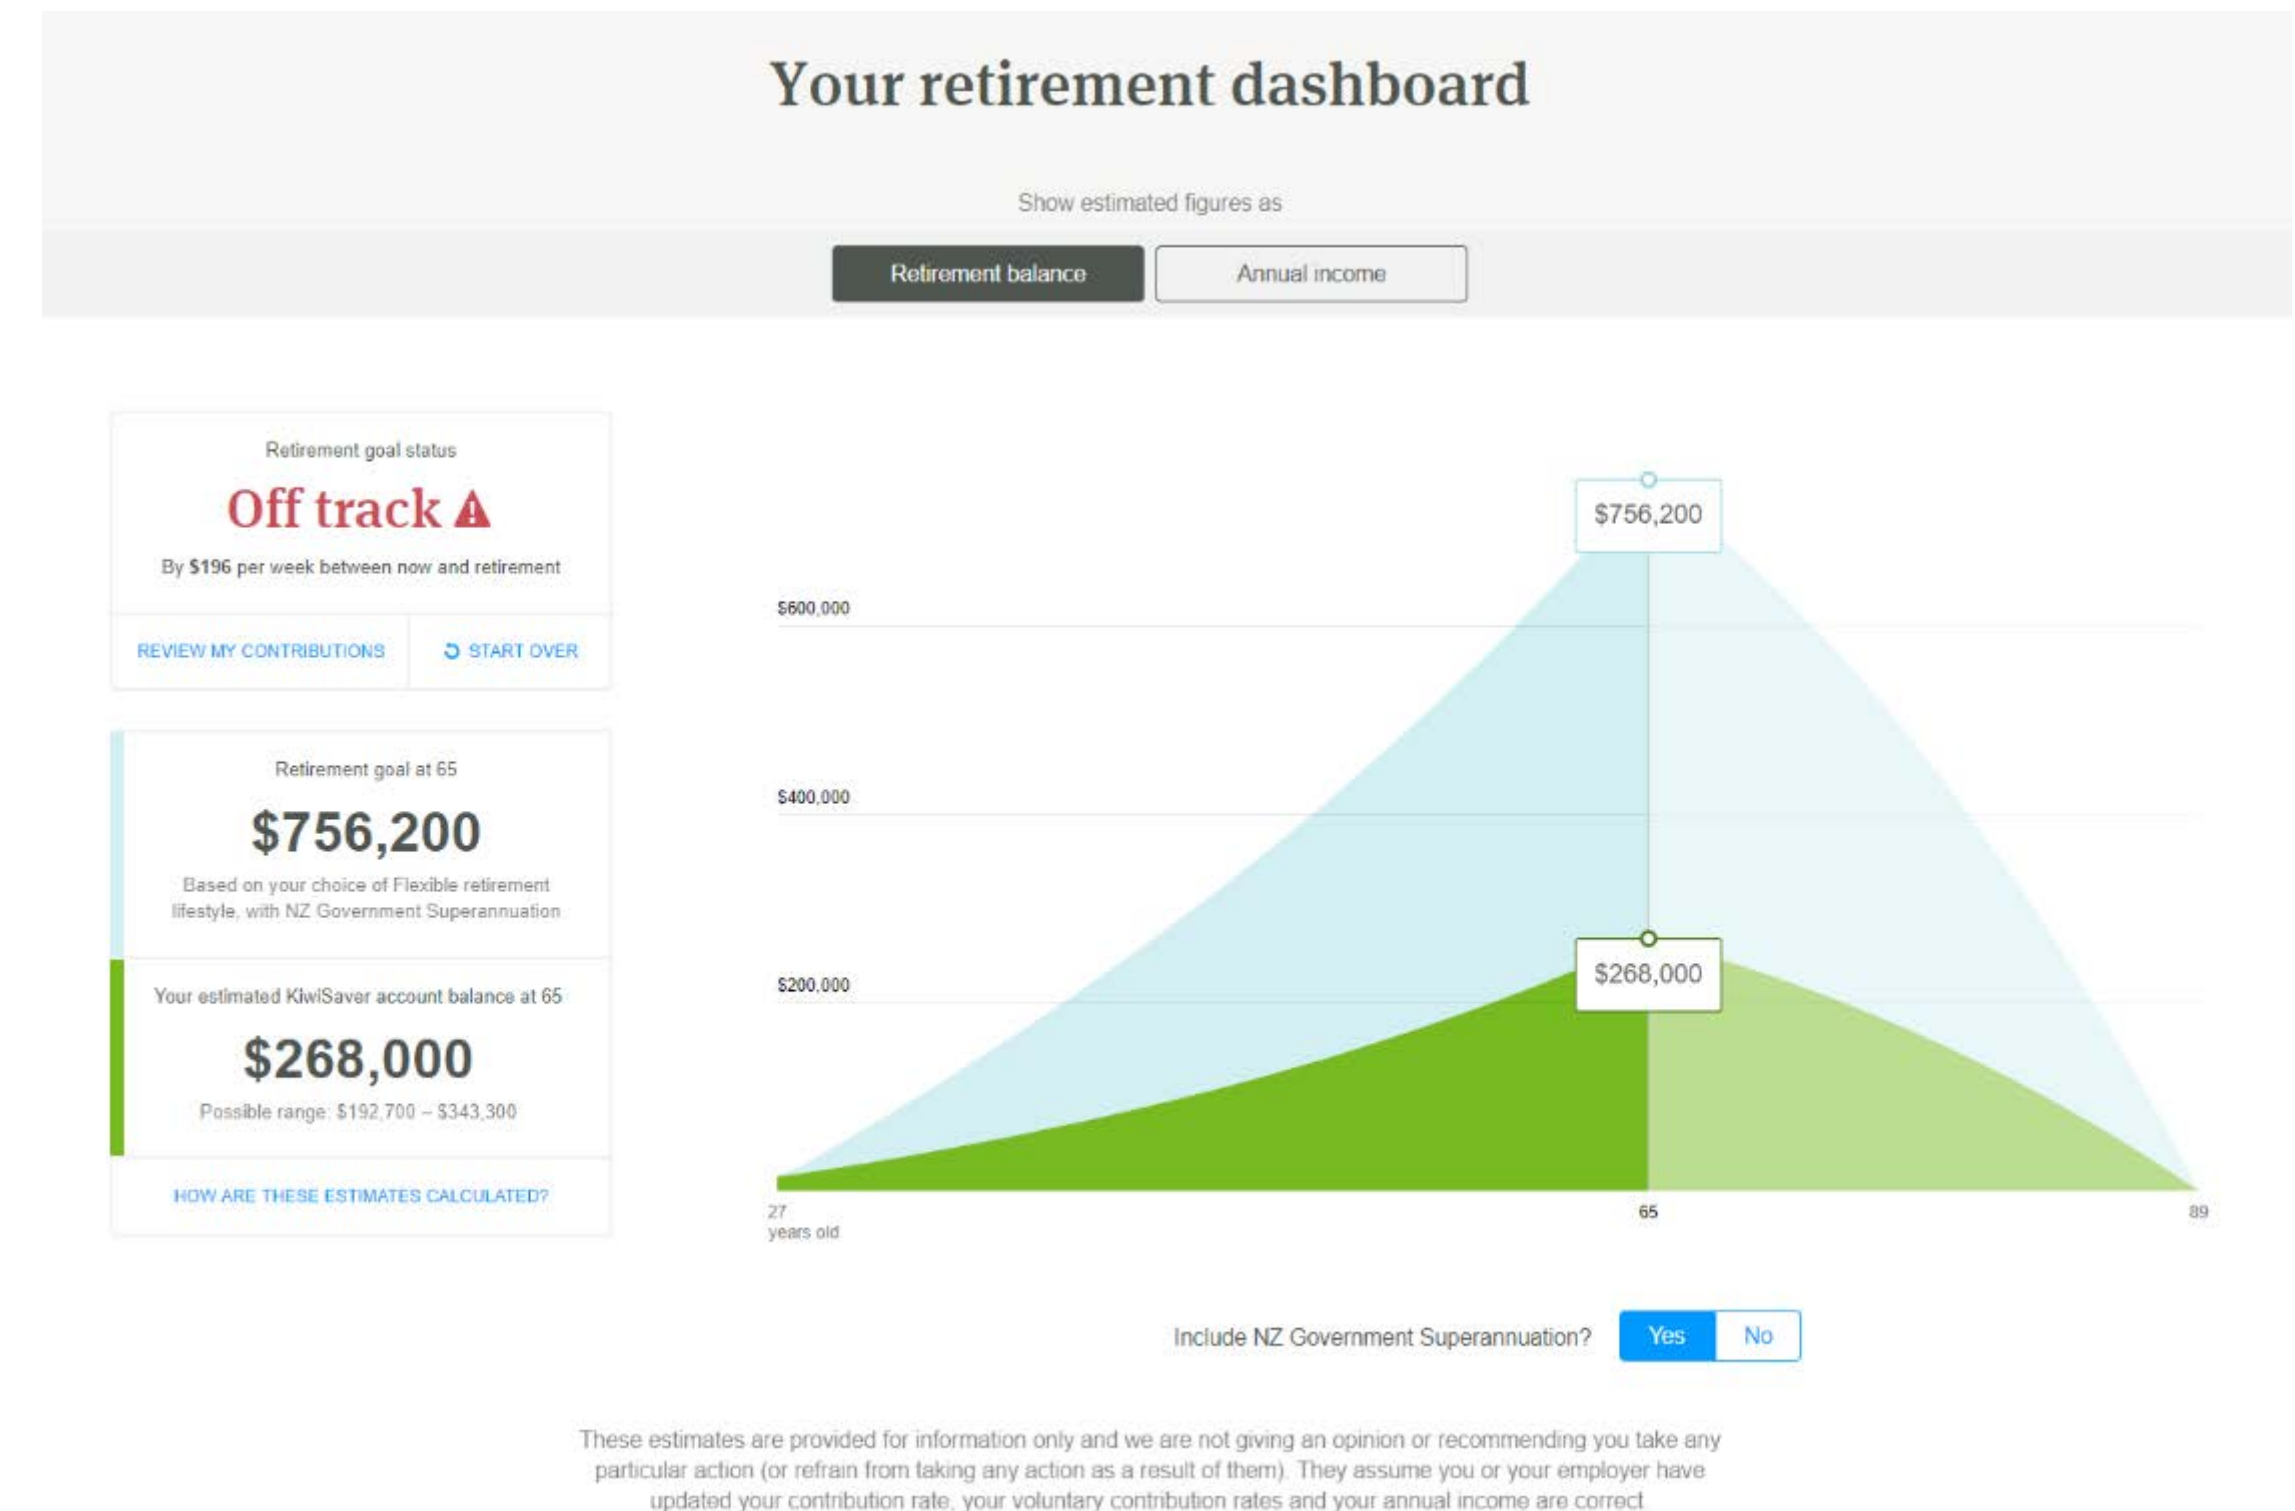 Your retirement dashboard
Show estimated figures as
Retirement balance
Annual income
Retirement goal status
Off track
By $196 per week between now and retirement
REVIEW MY CONTRIBUTIONS
START OVER
Retirement goal at 65
$756,200
Based on your choice of Flexible retirement
lifestyle, with NZ Government Superannuation
Your estimated KiwiSaver account balance at 65
$268,000
Possible range: $192,700 – $343,300
HOW ARE THESE ESTIMATES CALCULATED?
$756,200
$600,000
$400,000
$268,000
$200,000
27
years old
65
89
Include NZ Government Superannuation?
Yes
No
These estimates are provided for information only and we are not giving an opinion or recommending you take any
particular action (or refrain from taking any action as a result of them). They assume you or your employer have
updated your contribution rate, your voluntary contribution rates and your annual income are correct